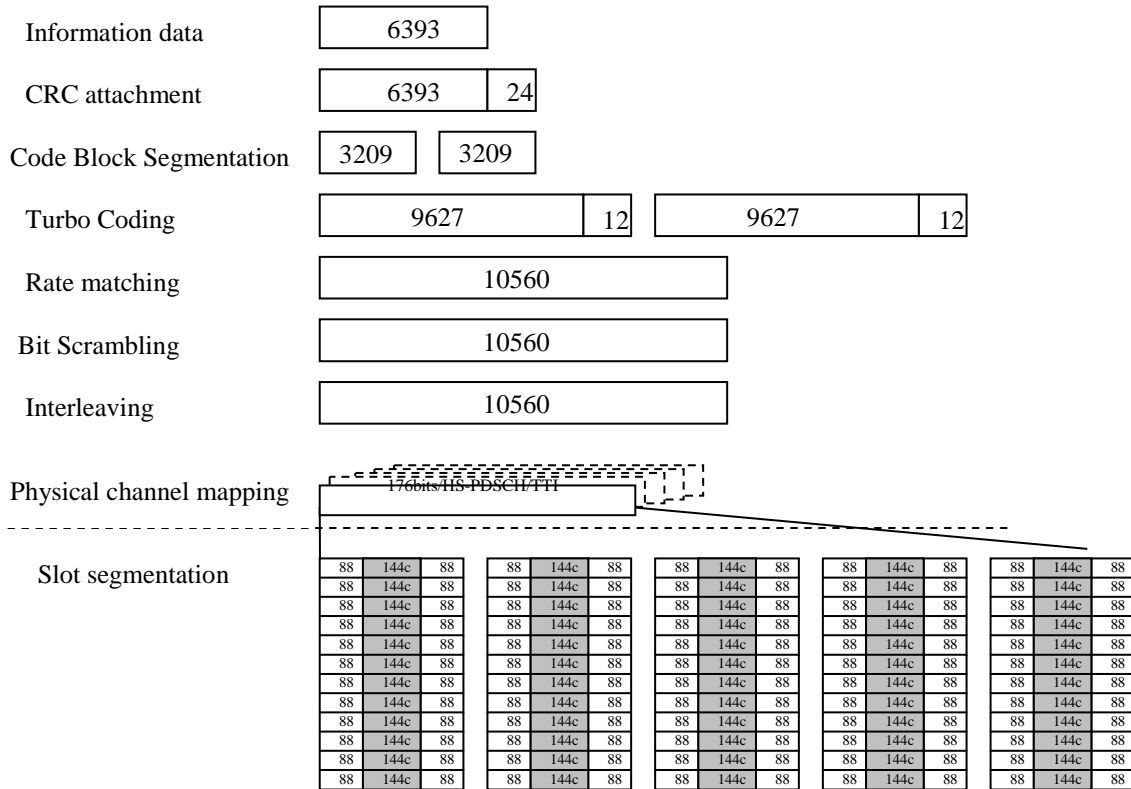 Information data 6393
CRC attachment 6393 24
Code Block Segmentation 3209 3209
Turbo Coding 9627 12 9627 12
Rate matching 10560
Bit Scrambling 10560
Interleaving 10560
Physical channel mapping 176bits/HS-PDSCH/TTI
Slot segmentation
88 144c 88 88 144c 88 88 144c 88 88 144c 88 88 144c 88
88 144c 88 88 144c 88 88 144c 88 88 144c 88 88 144c 88
88 144c 88 88 144c 88 88 144c 88 88 144c 88 88 144c 88
88 144c 88 88 144c 88 88 144c 88 88 144c 88 88 144c 88
88 144c 88 88 144c 88 88 144c 88 88 144c 88 88 144c 88
88 144c 88 88 144c 88 88 144c 88 88 144c 88 88 144c 88
88 144c 88 88 144c 88 88 144c 88 88 144c 88 88 144c 88
88 144c 88 88 144c 88 88 144c 88 88 144c 88 88 144c 88
88 144c 88 88 144c 88 88 144c 88 88 144c 88 88 144c 88
88 144c 88 88 144c 88 88 144c 88 88 144c 88 88 144c 88
88 144c 88 88 144c 88 88 144c 88 88 144c 88 88 144c 88
88 144c 88 88 144c 88 88 144c 88 88 144c 88 88 144c 88